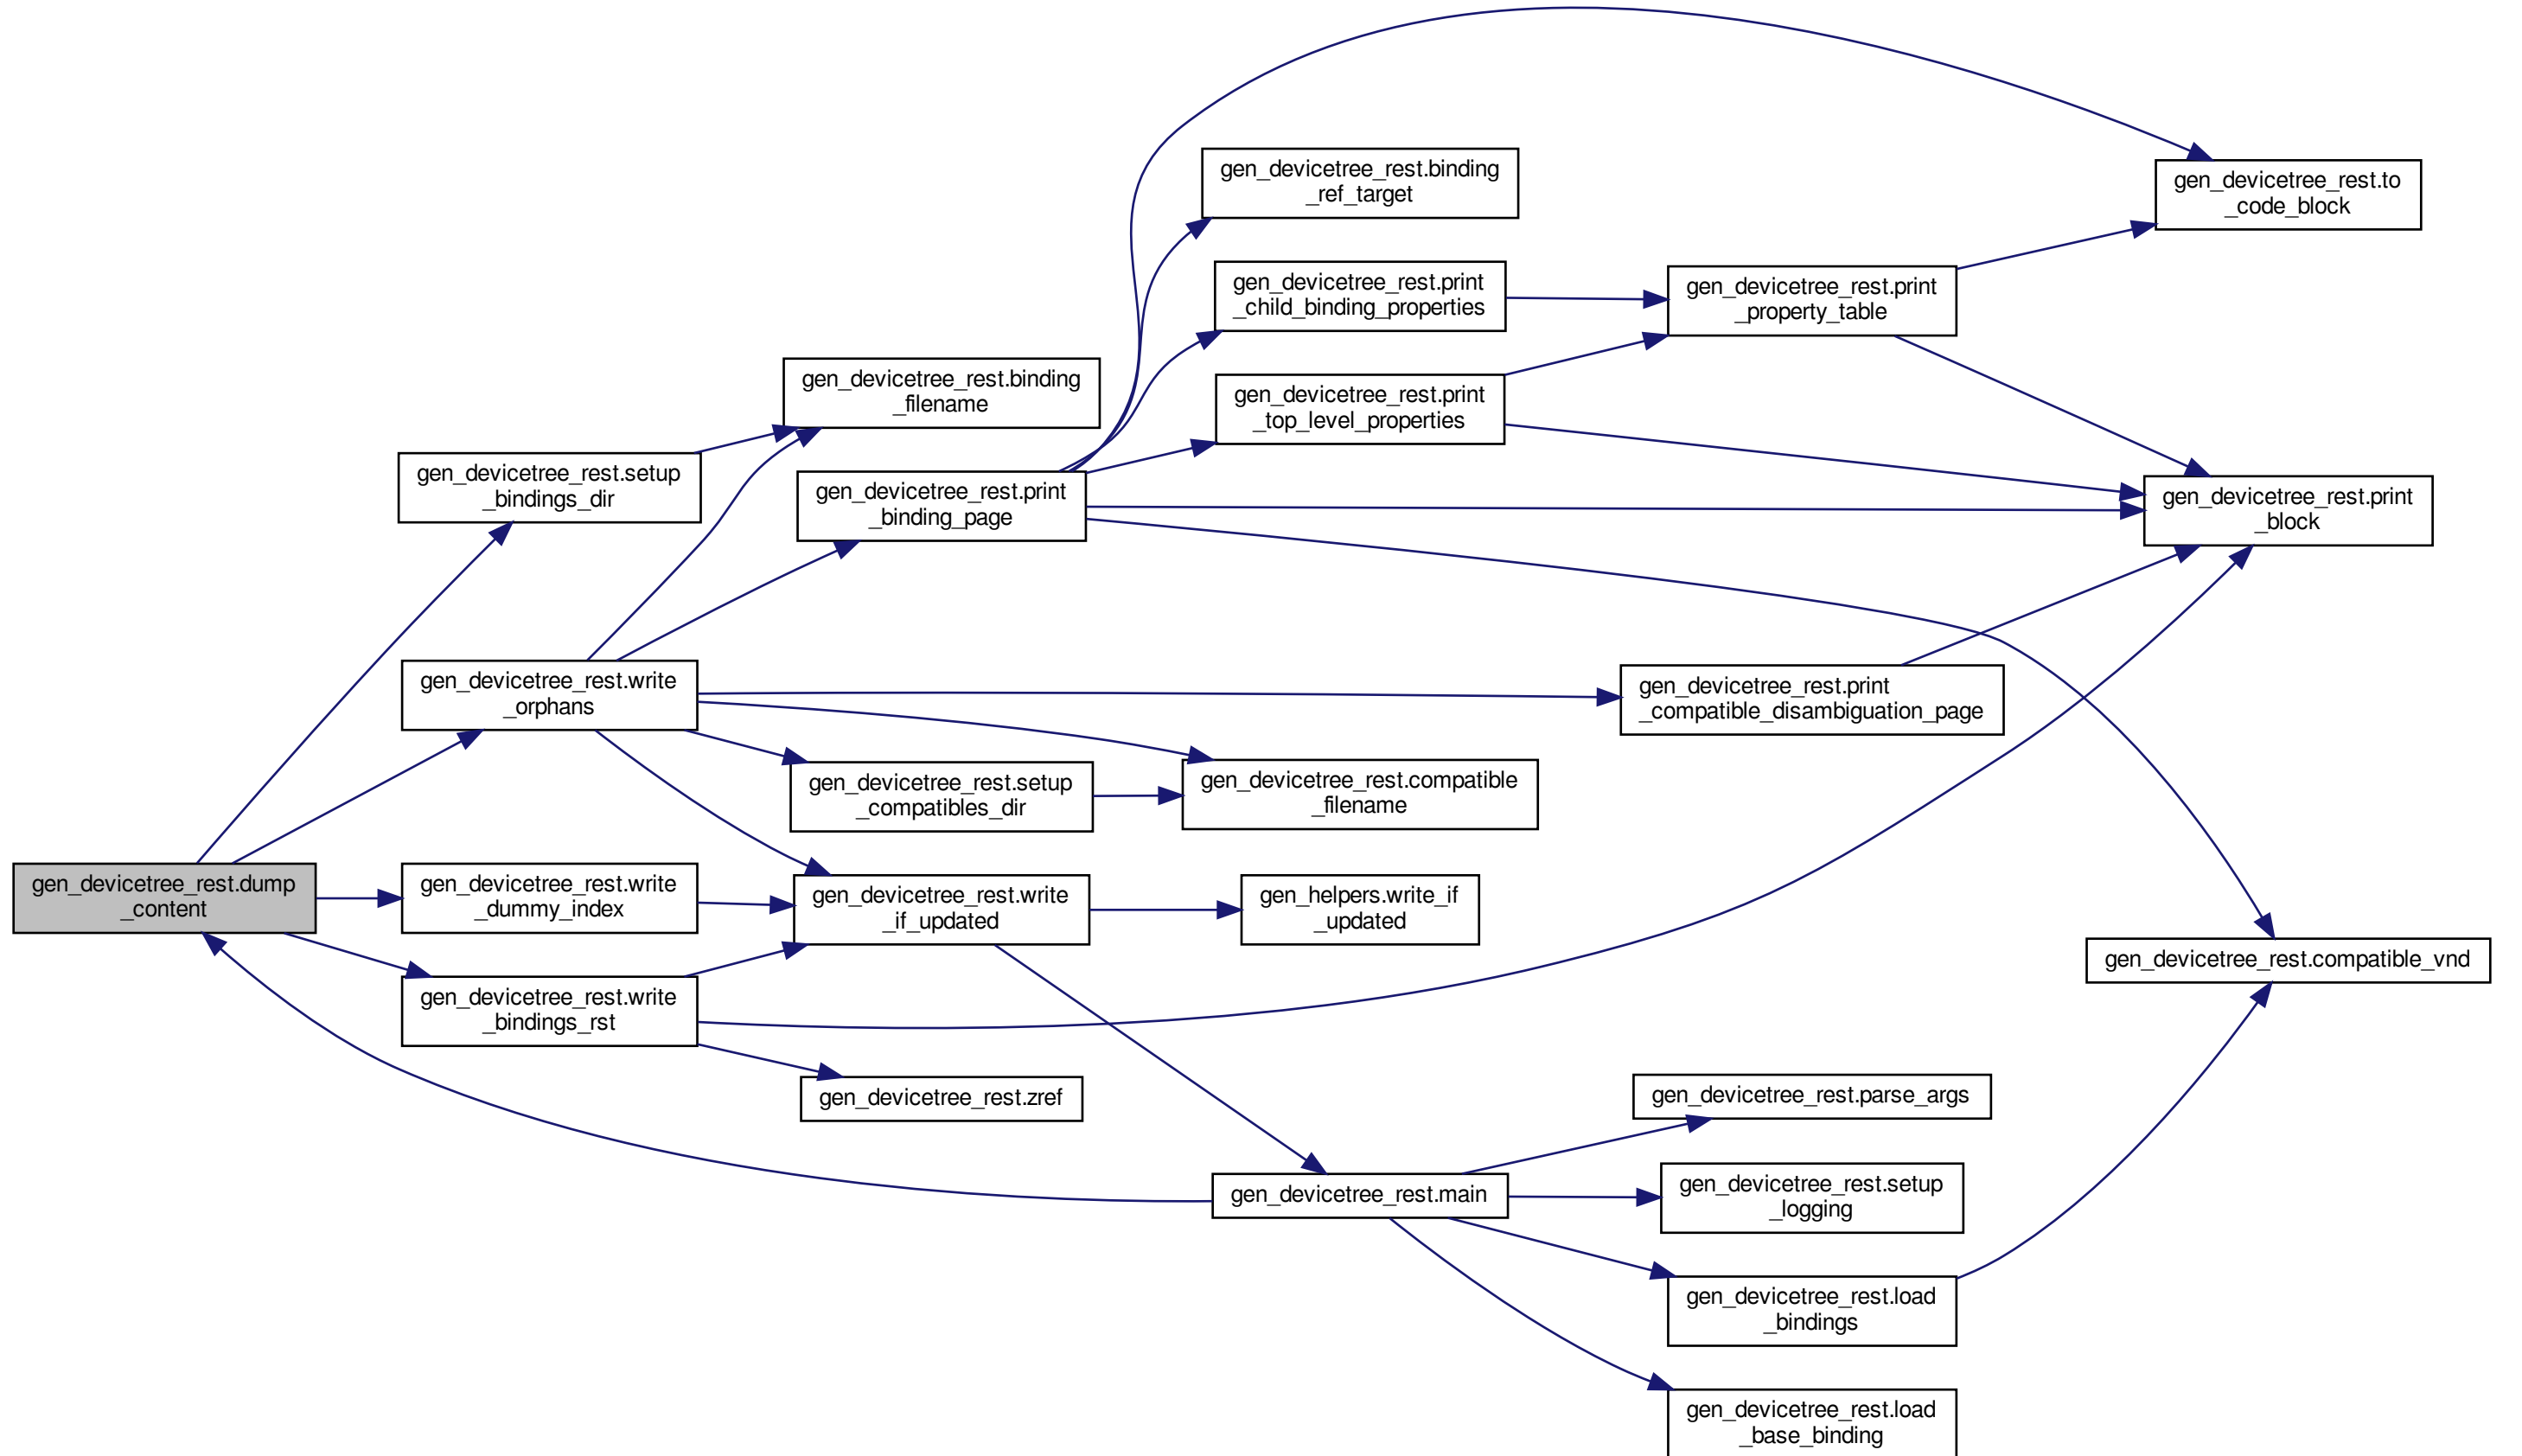 gen_devicetree_rest.dump
_content
gen_devicetree_rest.setup
_bindings_dir
gen_devicetree_rest.write
_orphans
gen_devicetree_rest.write
_dummy_index
gen_devicetree_rest.write
_bindings_rst
gen_devicetree_rest.binding
_filename
gen_devicetree_rest.print
_binding_page
gen_devicetree_rest.setup
_compatibles_dir
gen_devicetree_rest.write
_if_updated
gen_devicetree_rest.zref
gen_devicetree_rest.binding
_ref_target
gen_devicetree_rest.print
_child_binding_properties
gen_devicetree_rest.print
_top_level_properties
gen_devicetree_rest.compatible
_filename
gen_helpers.write_if
_updated
gen_devicetree_rest.main
gen_devicetree_rest.print
_property_table
gen_devicetree_rest.print
_compatible_disambiguation_page
gen_devicetree_rest.parse_args
gen_devicetree_rest.setup
_logging
gen_devicetree_rest.load
_bindings
gen_devicetree_rest.load
_base_binding
gen_devicetree_rest.to
_code_block
gen_devicetree_rest.print
_block
gen_devicetree_rest.compatible_vnd